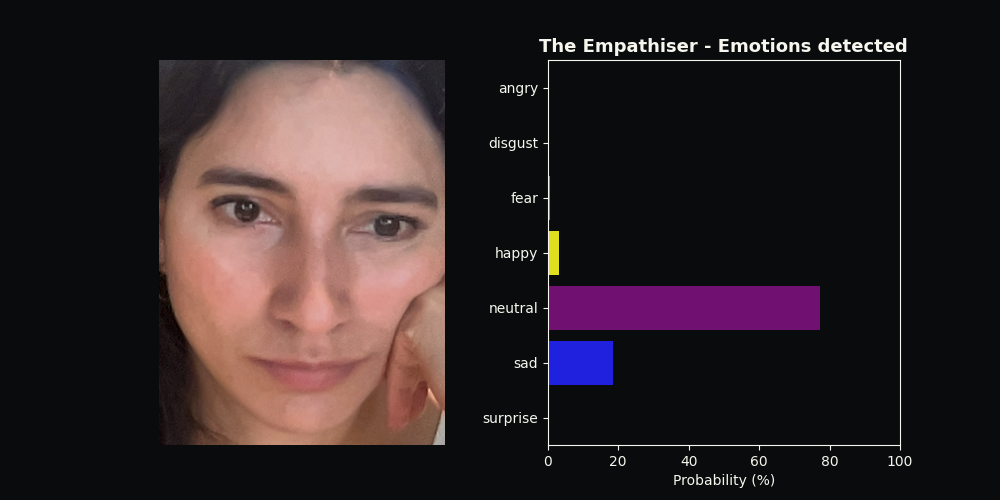 The Empathiser - Emotions detected
angry
disgust
fear
happy
neutral
sad
surprise
0 20 40 60 80 100
Probability (%)